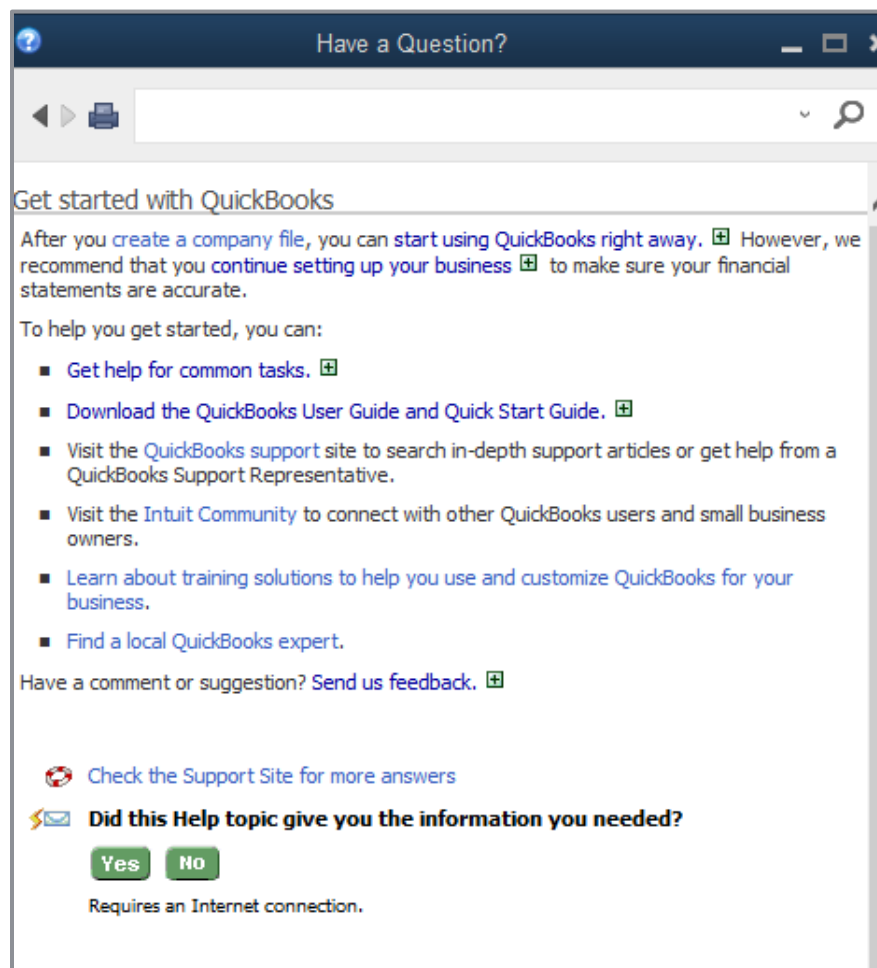 Have a Question?
Get started with QuickBooks
After you create a company file, you can start using QuickBooks right away. However, we
recommend that you continue setting up your business to make sure your financial
statements are accurate.
To help you get started, you can:
Get help for common tasks.
Download the QuickBooks User Guide and Quick Start Guide.
Visit the QuickBooks support site to search in-depth support articles or get help from a
QuickBooks Support Representative.
Visit the Intuit Community to connect with other QuickBooks users and small business
owners.
Learn about training solutions to help you use and customize QuickBooks for your
business.
Find a local QuickBooks expert.
Have a comment or suggestion? Send us feedback.
Check the Support Site for more answers
Did this Help topic give you the information you needed?
Yes No
Requires an Internet connection.